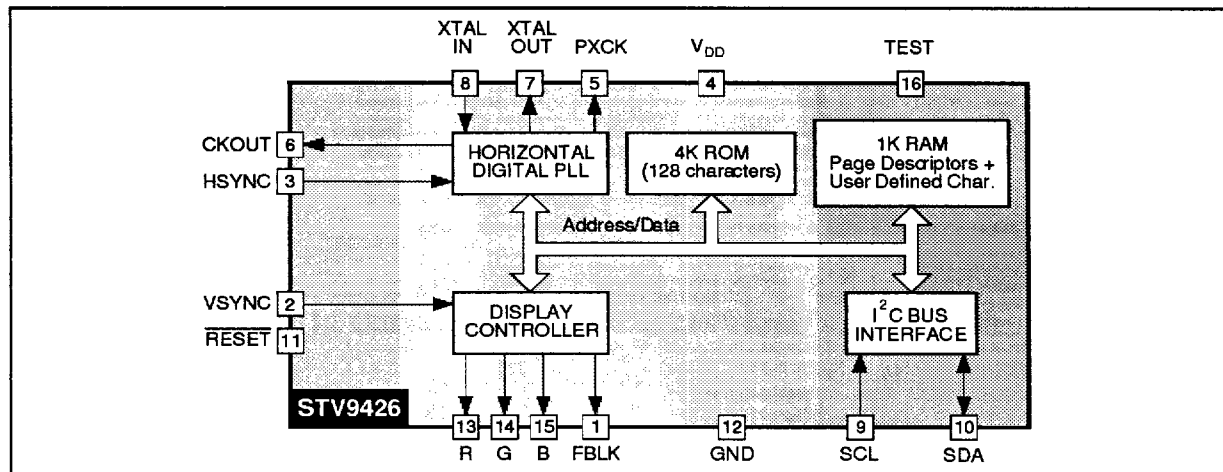 XTAL IN
XTAL OUT
PXCK
VDD
TEST
8
7
5
4
16
CKOUT 6
HSYNC 3
HORIZONTAL
DIGITAL PLL
4K ROM
(128 characters)
1K RAM
Page Descriptors +
User Defined Char.
Address/Data
VSYNC 2
RESET 11
DISPLAY
CONTROLLER
I2C BUS
INTERFACE
STV9426
13
14
15
1
12
9
10
R
G
B
FBLK
GND
SCL
SDA